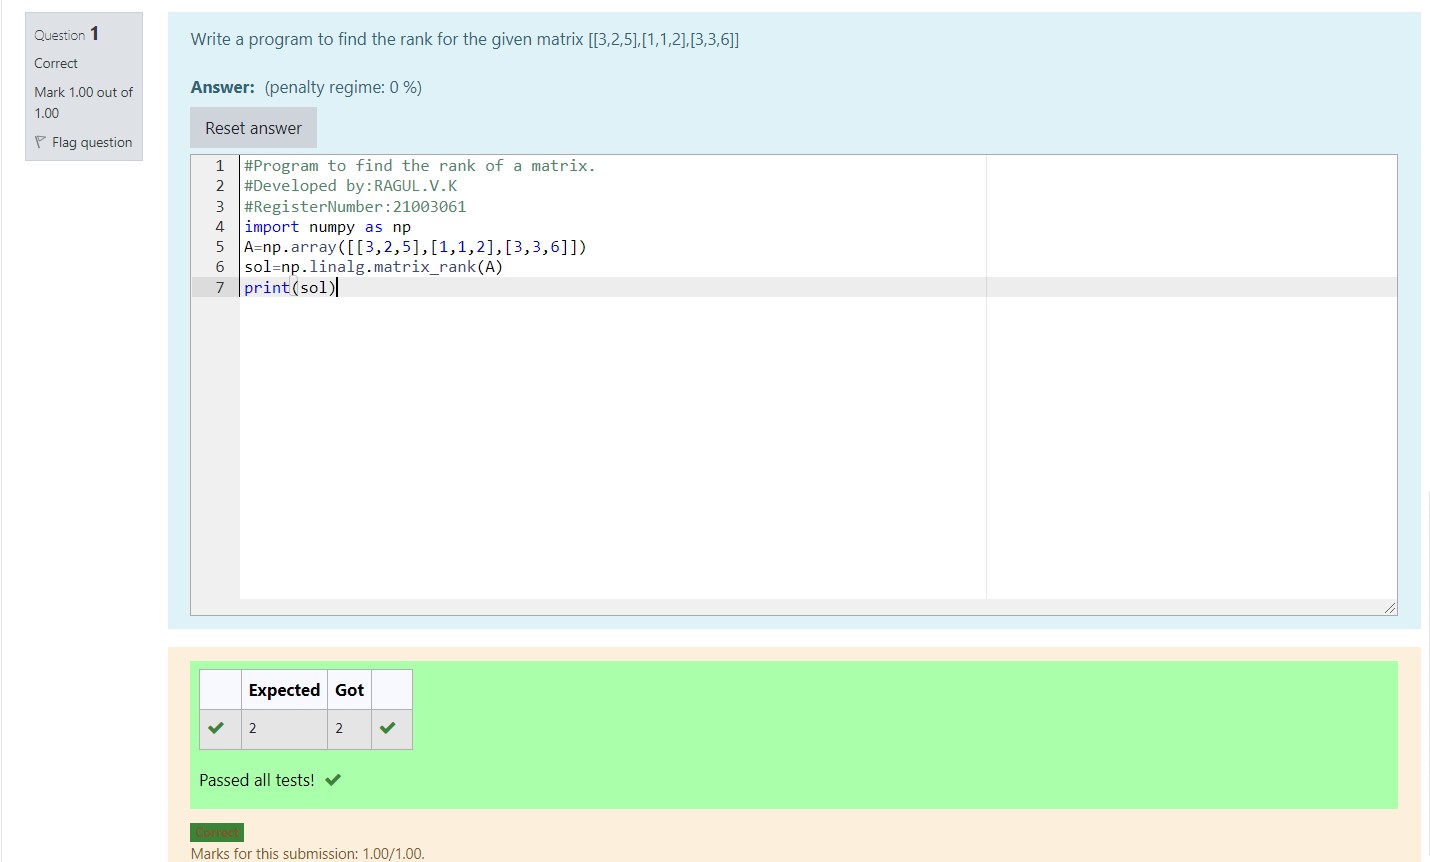 Question 1
Correct
Mark 1.00 out of
1.00
Flag question
Write a program to find the rank for the given matrix [[3,2,5],[1,1,2],[3,3,6]]
Answer: (penalty regime: 0 %)
Reset answer
1 #Program to find the rank of a matrix.
2 #Developed by:RAGUL.V.K
3 #RegisterNumber:21003061
4 import numpy as np
5 A=np.array([[3,2,5],[1,1,2],[3,3,6]])
6 sol=np.linalg.matrix_rank(A)
7 print(sol)
Expected Got
2 2
Passed all tests!
Correct
Marks for this submission: 1.00/1.00.